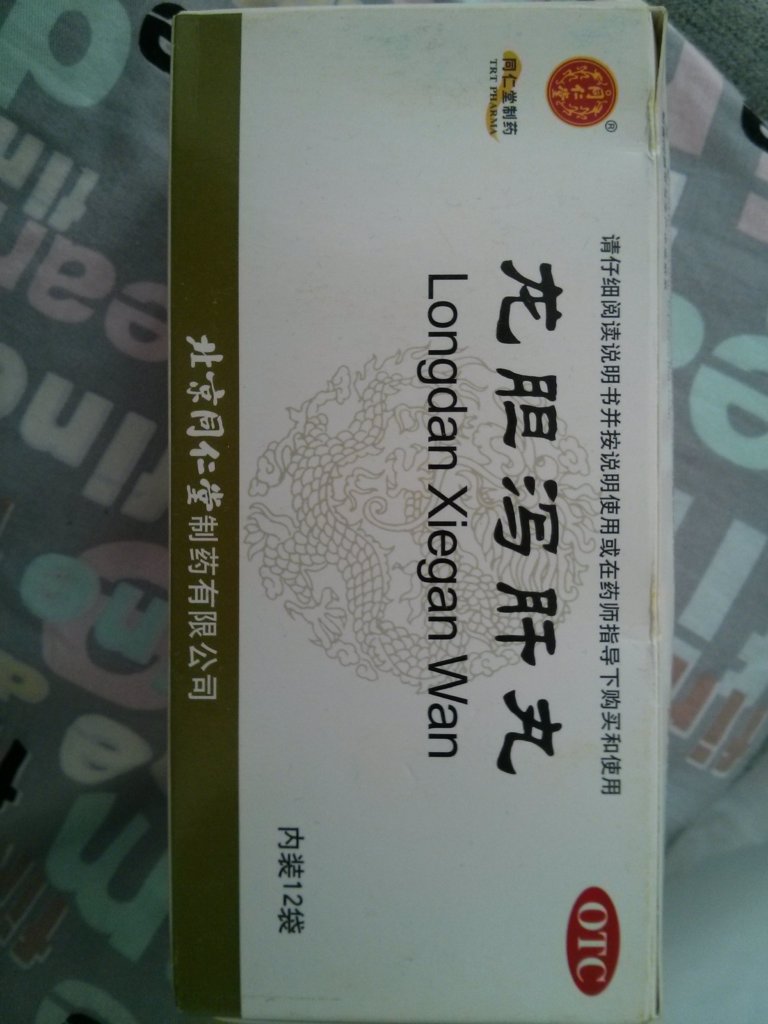 同仁堂
®
同仁堂制药
TRT PHARMA
请仔细阅读说明书并按说明使用或在药师指导下购买和使用
龙胆泻肝丸
Longdan Xiegan Wan
OTC
内装12袋
北京同仁堂制药有限公司